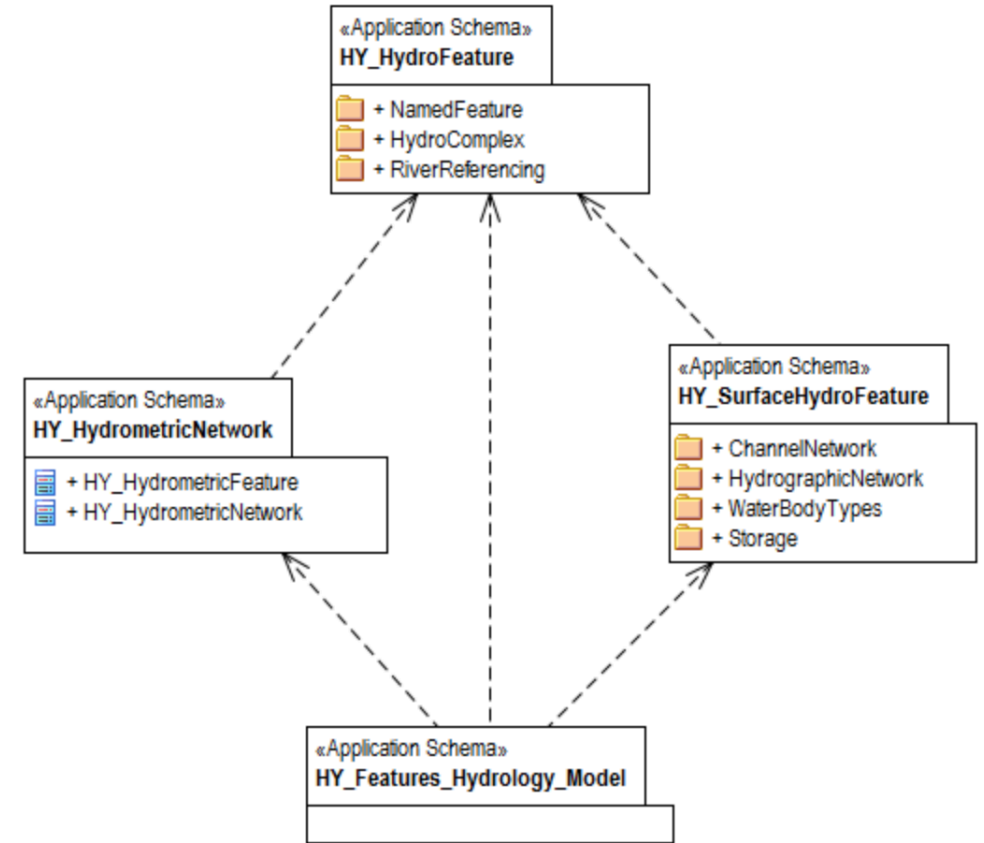 «Application Schema»
HY_HydroFeature
+ NamedFeature
+ HydroComplex
+ RiverReferencing
«Application Schema»
HY_HydrometricNetwork
+ HY_HydrometricFeature
+ HY_HydrometricNetwork
«Application Schema»
HY_SurfaceHydroFeature
+ ChannelNetwork
+ HydrographicNetwork
+ WaterBodyTypes
+ Storage
«Application Schema»
HY_Features_Hydrology_Model